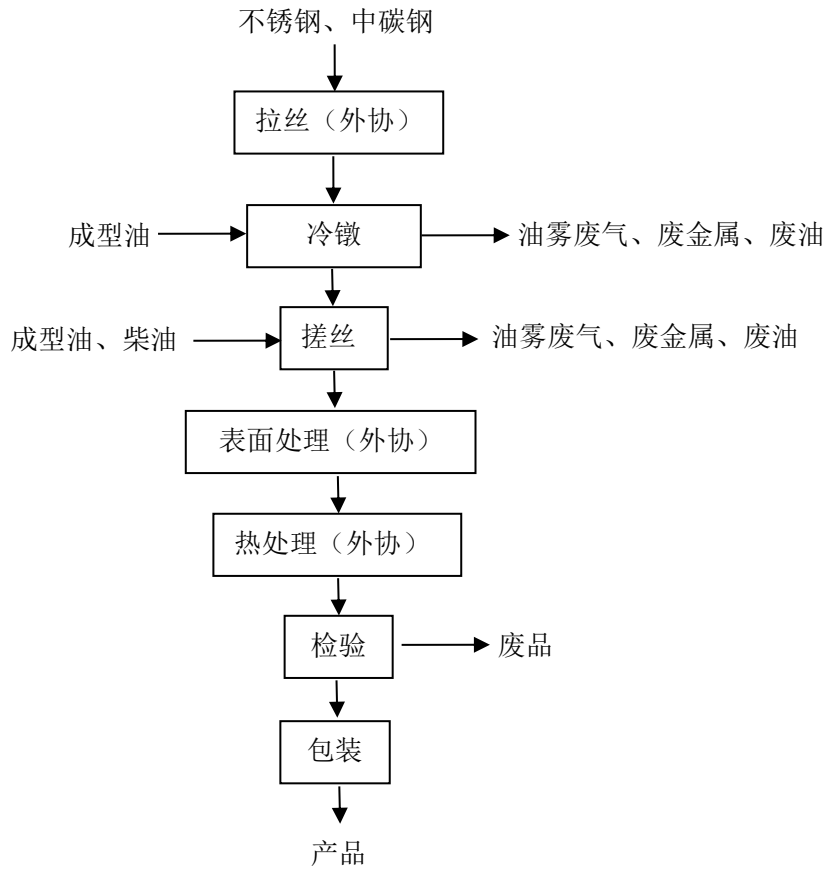 不锈钢、中碳钢
拉丝（外协）
成型油
冷镦
油雾废气、废金属、废油
成型油、柴油
搓丝
油雾废气、废金属、废油
表面处理（外协）
热处理（外协）
检验
废品
包装
产品